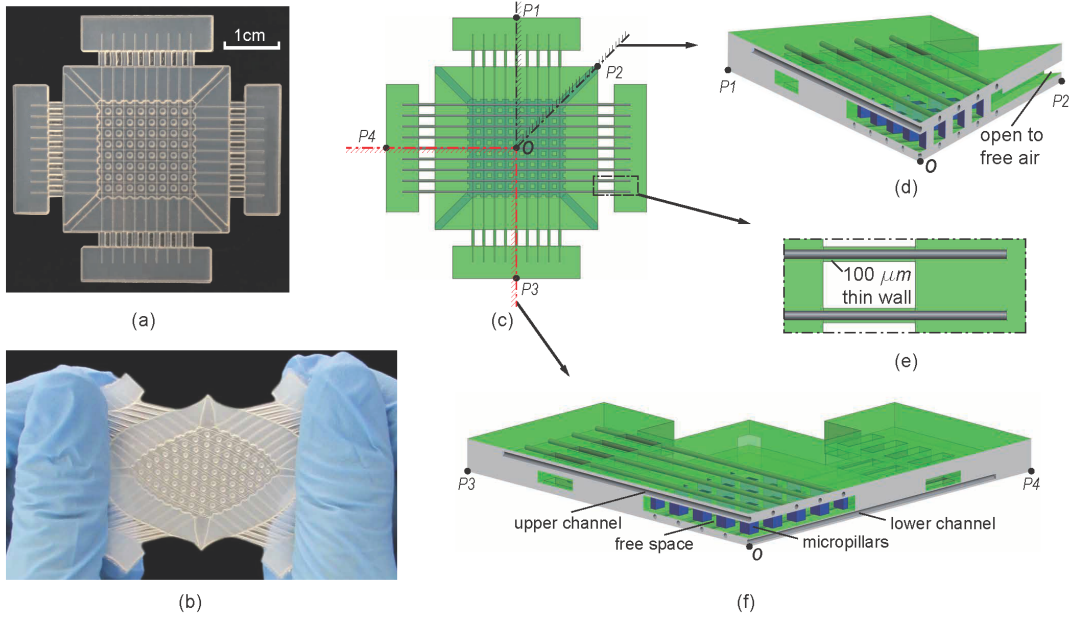 1cm
(a)
P1
P2
P4
O
P3
(c)
P1
P2
O
open to
free air
(d)
100 μm
thin wall
(e)
(b)
P3
P4
upper channel
free space
O
lower channel
micropillars
(f)